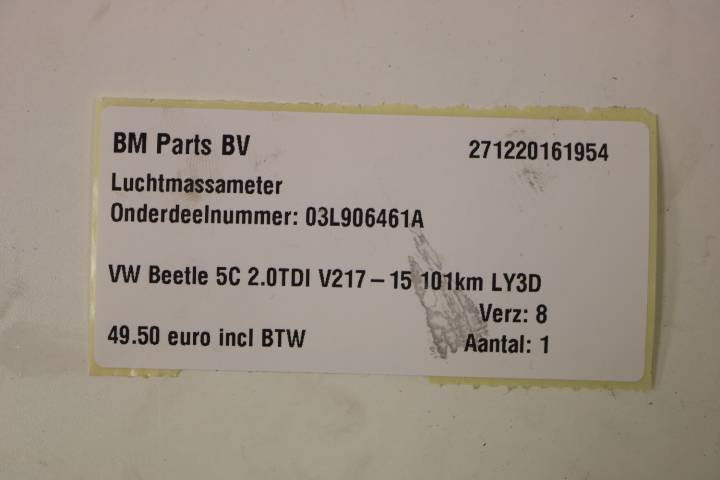 BM Parts BV 271220161954
Luchtmassameter
Onderdeelnummer: 03L906461A
VW Beetle 5C 2.0TDI V217 – 15 101km LY3D
Verz: 8
49.50 euro incl BTW Aantal: 1